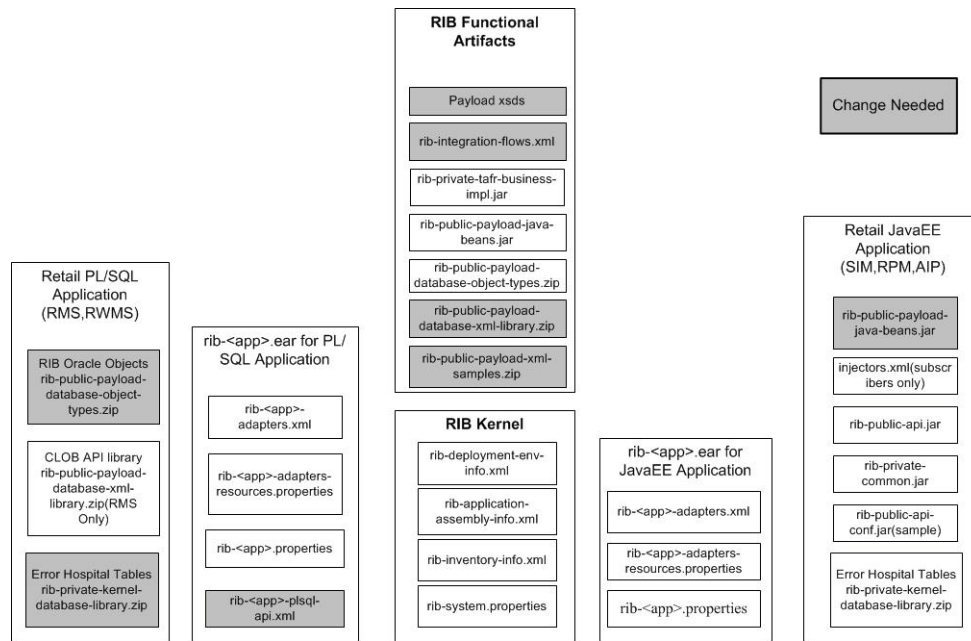 RIB Functional
Artifacts
Payload xsds
rib-integration-flows.xml
rib-private-tafr-business-
impl.jar
rib-public-payload-java-
beans.jar
rib-public-payload-
database-object-types.zip
rib-public-payload-
database-xml-library.zip
rib-public-payload-xml-
samples.zip
Change Needed
Retail PL/SQL
Application
(RMS,RWMS)
RIB Oracle Objects
rib-public-payload-
database-object-
types.zip
CLOB API library
rib-public-payload-
database-xml-
library.zip(RMS
Only)
Error Hospital Tables
rib-private-kernel-
database-library.zip
rib-<app>.ear for PL/
SQL Application
rib-<app>-
adapters.xml
rib-<app>-adapters-
resources.properties
rib-<app>.properties
rib-<app>-plsql-
api.xml
RIB Kernel
rib-deployment-env-
info.xml
rib-application-
assembly-info.xml
rib-inventory-info.xml
rib-system.properties
rib-<app>.ear for
JavaEE Application
rib-<app>-adapters.xml
rib-<app>-adapters-
resources.properties
rib-<app>.properties
Retail JavaEE
Application
(SIM,RPM,AIP)
rib-public-payload-
java-beans.jar
injectors.xml(subsc
ribers only)
rib-public-api.jar
rib-private-
common.jar
rib-public-api-
conf.jar(sample)
Error Hospital Tables
rib-private-kernel-
database-library.zip